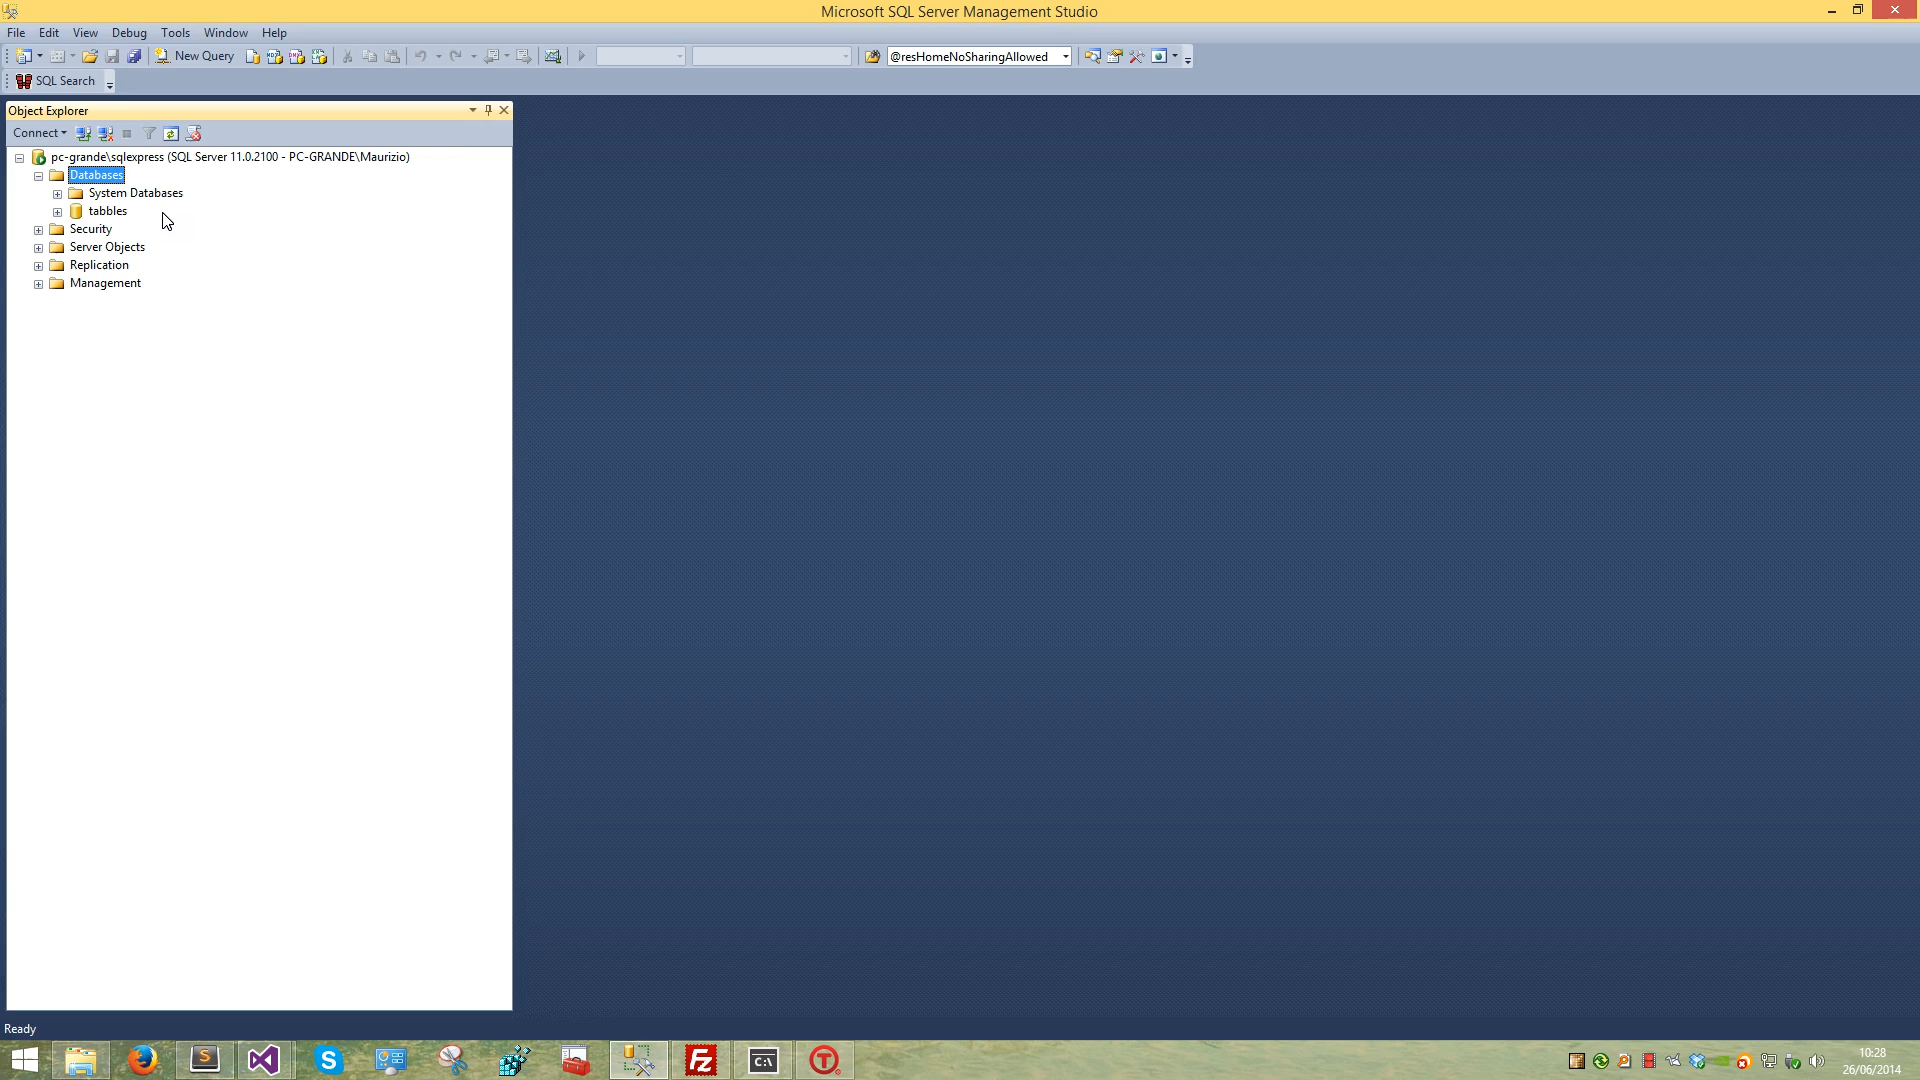 Microsoft SQL Server Management Studio
File Edit View Debug Tools Window Help
New Query @resHomeNoSharingAllowed
SQL Search
Object Explorer
Connect
pc-grande\sqlexpress (SQL Server 11.0.2100 - PC-GRANDE\Maurizio)
Databases
System Databases
tabbles
Security
Server Objects
Replication
Management
Ready
10:28
26/06/2014